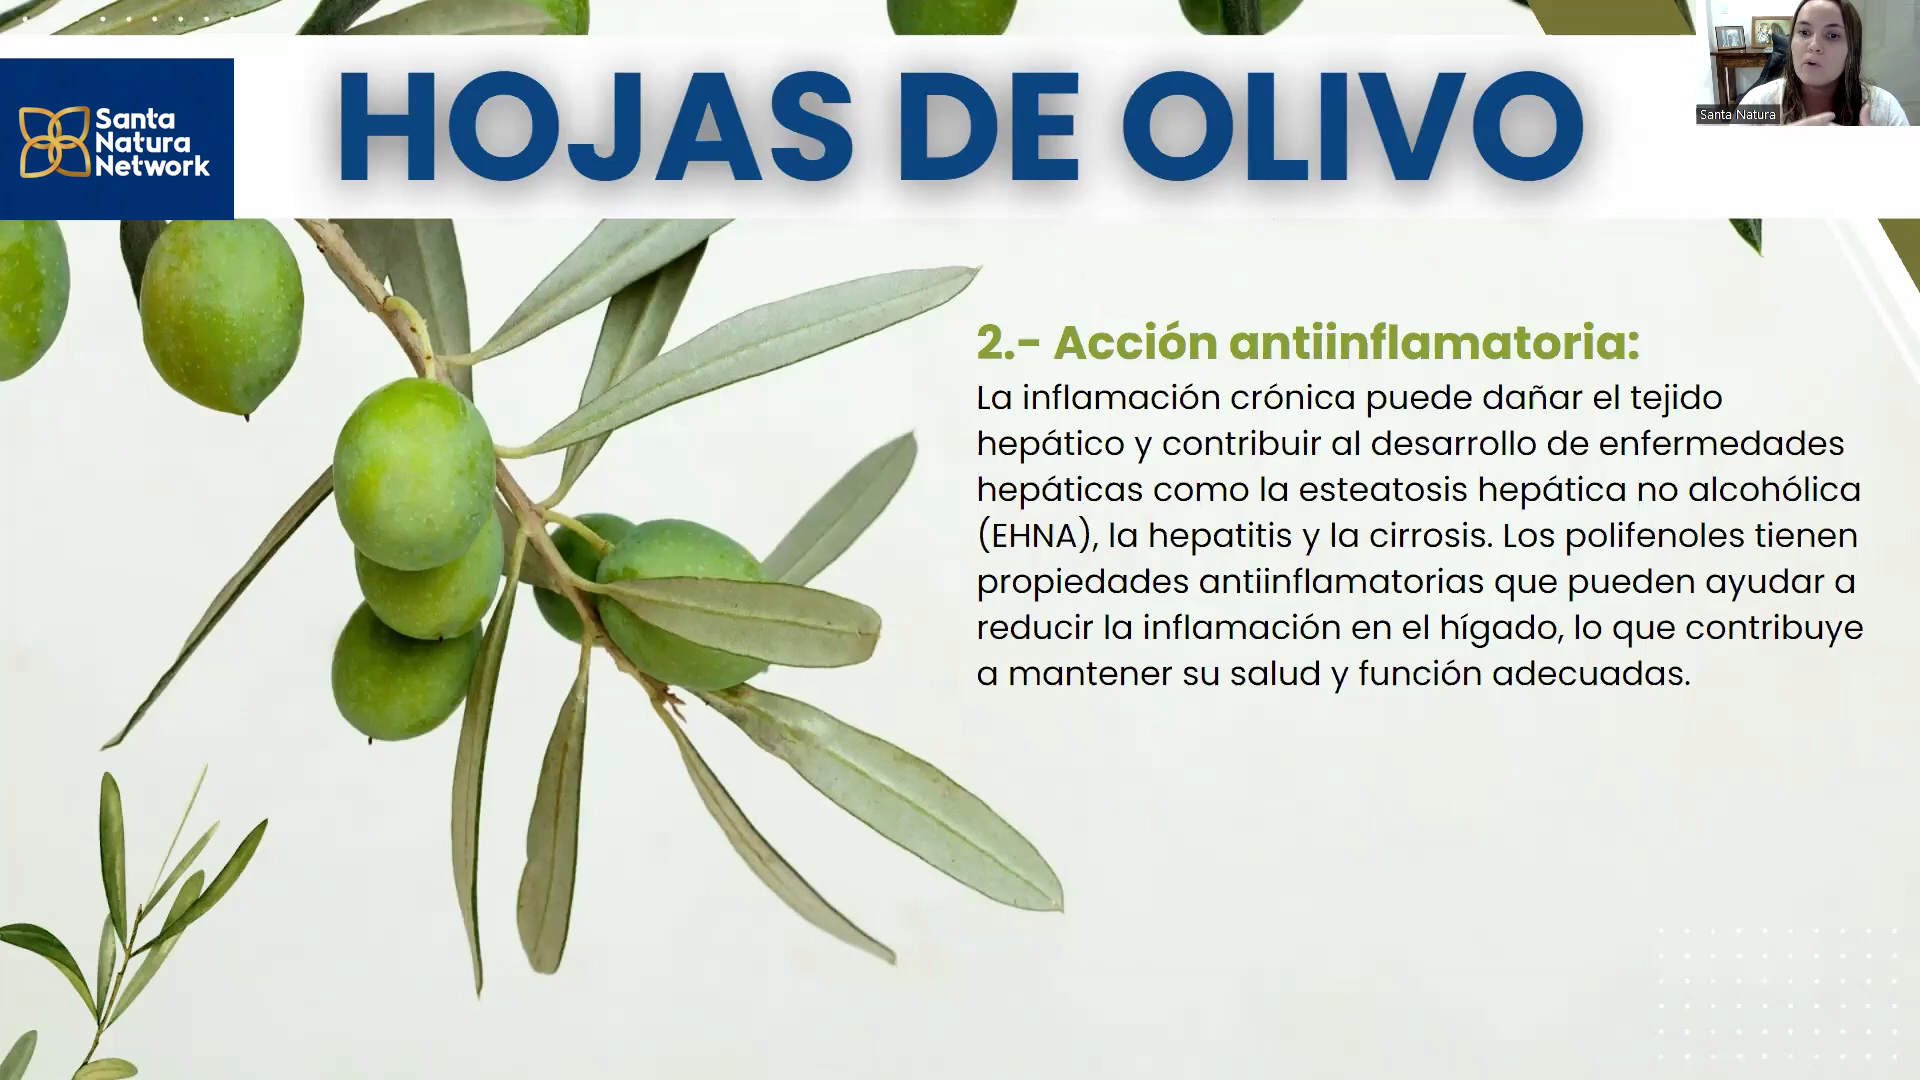 Santa
Natura
Network
HOJAS DE OLIVO
Santa Natura
2.- Acción antiinflamatoria:
La inflamación crónica puede dañar el tejido
hepático y contribuir al desarrollo de enfermedades
hepáticas como la esteatosis hepática no alcohólica
(EHNA), la hepatitis y la cirrosis. Los polifenoles tienen
propiedades antiinflamatorias que pueden ayudar a
reducir la inflamación en el hígado, lo que contribuye
a mantener su salud y función adecuadas.